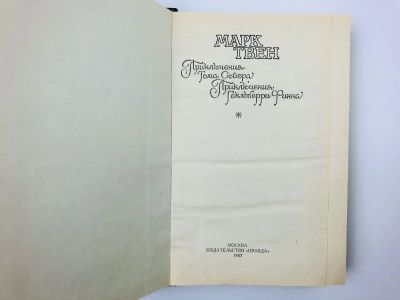 МАРК
ТВЕН
Приключения
Тома Сойера
Приключения
Гекльберри Финна
МОСКВА
ИЗДАТЕЛЬСТВО «ПРАВДА»